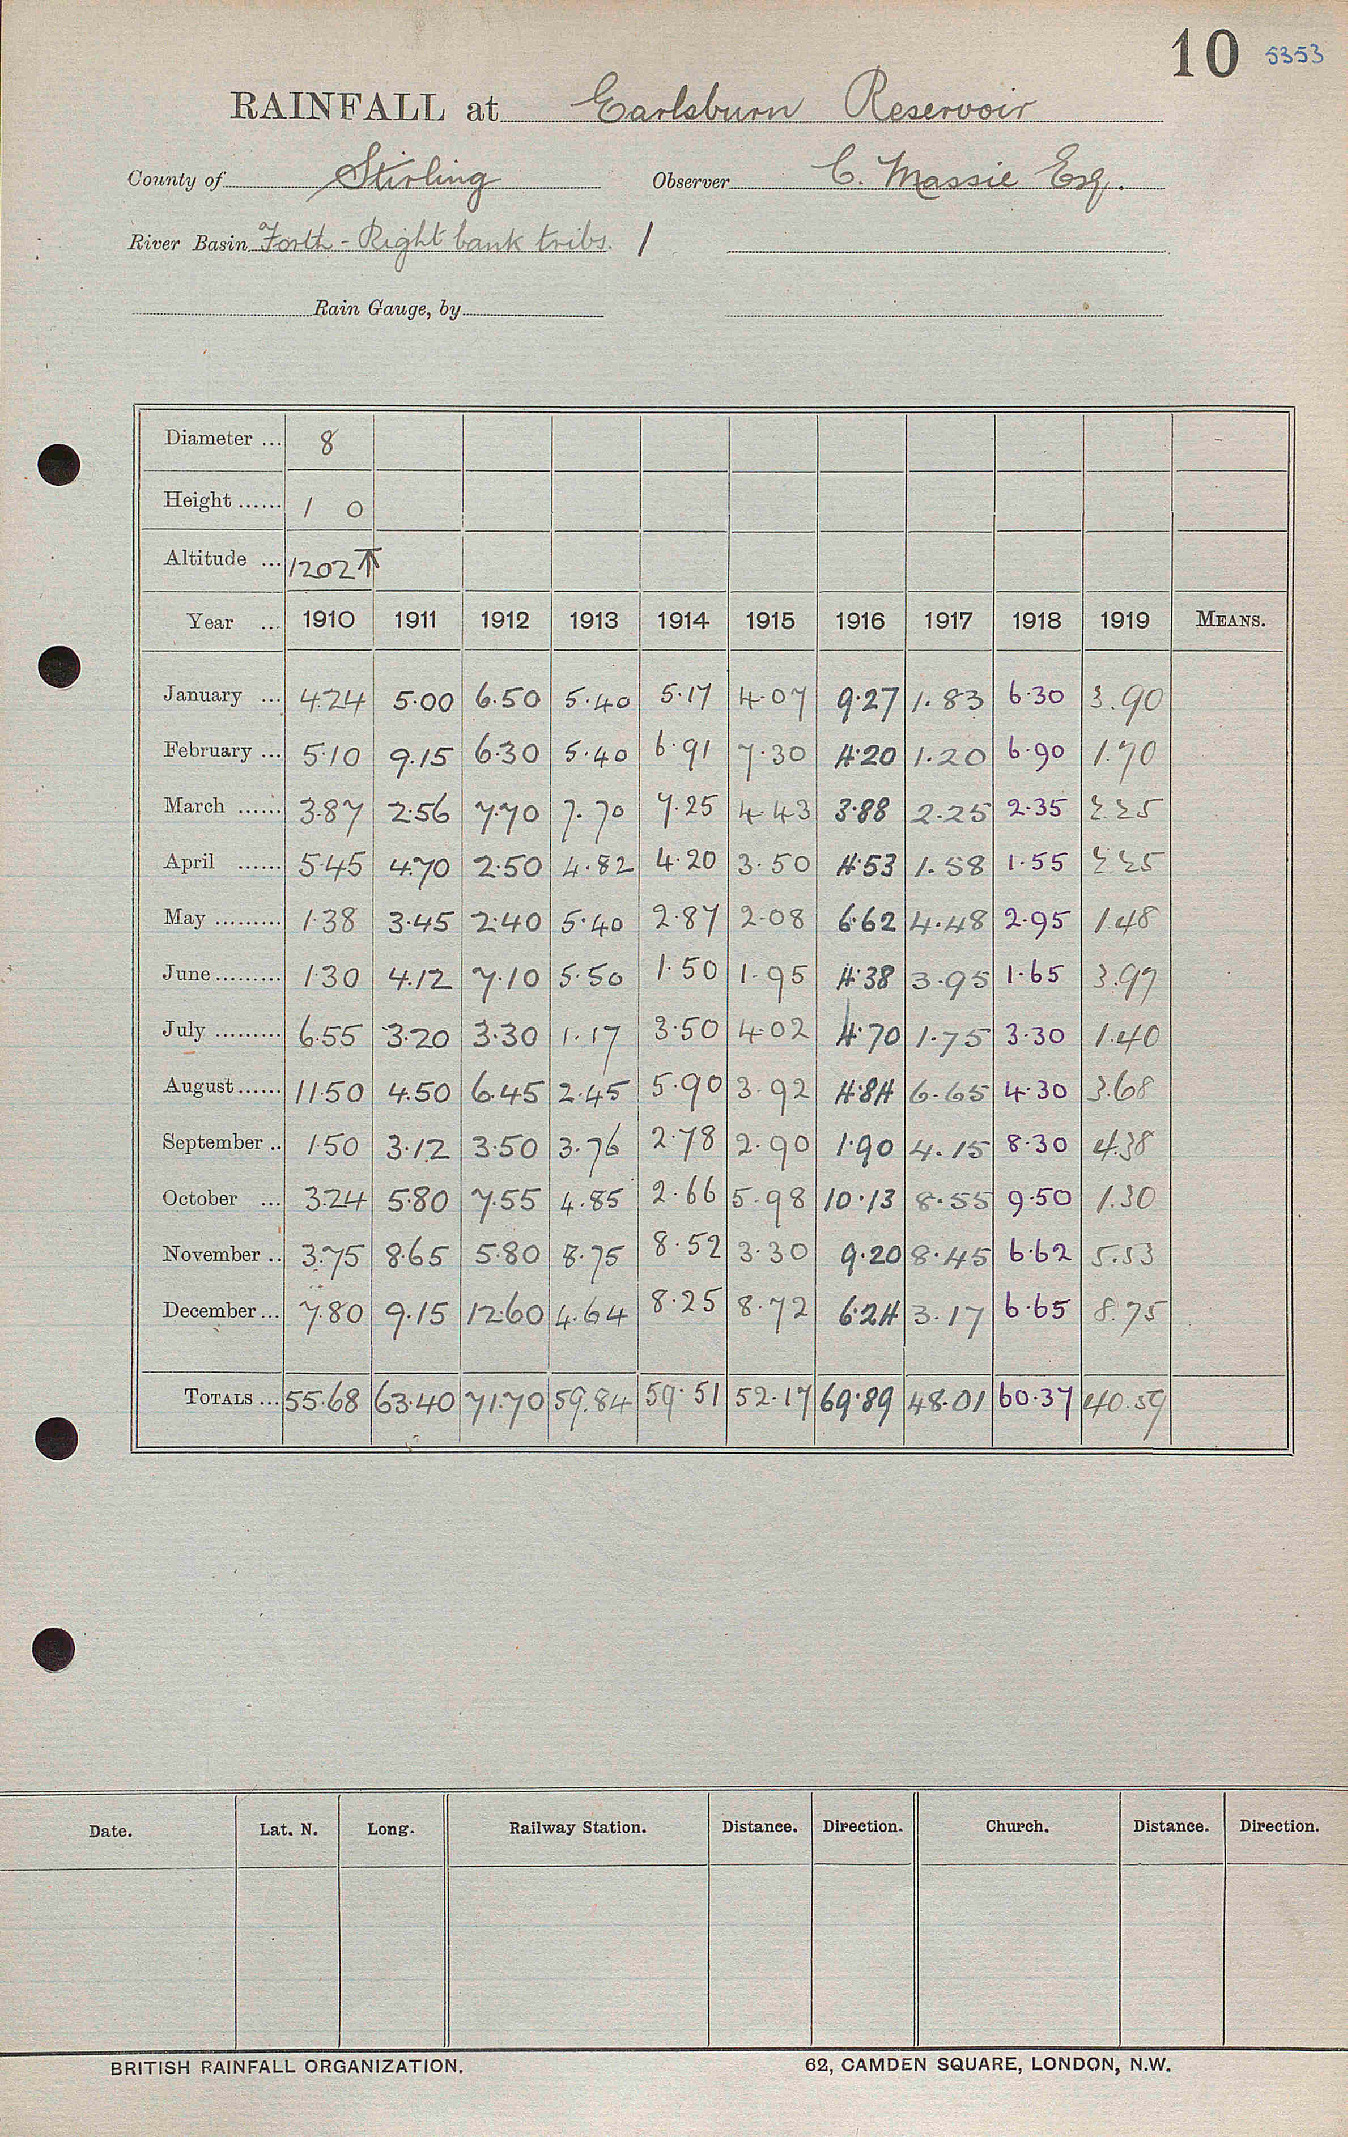 10 5353
RAINFALL at Earlsburn Reservoir
County of Stirling Observer C. Massie Esq.
River Basin Forth - Right bank tribs. 1
Rain Gauge, by
Diameter ... 8
Height ...... 1 0
Altitude ... 1202 ↑
Year ... 1910 1911 1912 1913 1914 1915 1916 1917 1918 1919 MEANS.
January ... 4.24 5.00 6.50 5.40 5.17 4.07 9.27 1.83 6.30 3.90
February ... 5.10 9.15 6.30 5.40 6.91 7.30 4.20 1.20 6.90 1.70
March ...... 3.87 2.56 7.70 7.70 7.25 4.43 3.88 2.25 2.35 2.25
April ...... 5.45 4.70 2.50 4.82 4.20 3.50 4.53 1.58 1.55 2.25
May ......... 1.38 3.45 2.40 5.40 2.87 2.08 6.62 4.48 2.95 1.48
June ......... 1.30 4.12 7.10 5.50 1.50 1.95 4.38 3.95 1.65 3.97
July ......... 6.55 3.20 3.30 1.17 3.50 4.02 4.70 1.75 3.30 1.40
August ...... 11.50 4.50 6.45 2.45 5.90 3.92 4.84 6.65 4.30 3.68
September .. 1.50 3.12 3.50 3.76 2.78 2.90 1.90 4.15 8.30 4.38
October ... 3.24 5.80 7.55 4.85 2.66 5.98 10.13 8.55 9.50 1.30
November .. 3.75 8.65 5.80 8.75 8.52 3.30 9.20 8.45 6.62 5.53
December ... 7.80 9.15 12.60 4.64 8.25 8.72 6.24 3.17 6.65 8.75
TOTALS ... 55.68 63.40 71.70 59.84 59.51 52.17 69.89 48.01 60.37 40.59
Date. Lat. N. Long. Railway Station. Distance. Direction. Church. Distance. Direction.
BRITISH RAINFALL ORGANIZATION. 62, CAMDEN SQUARE, LONDON, N.W.